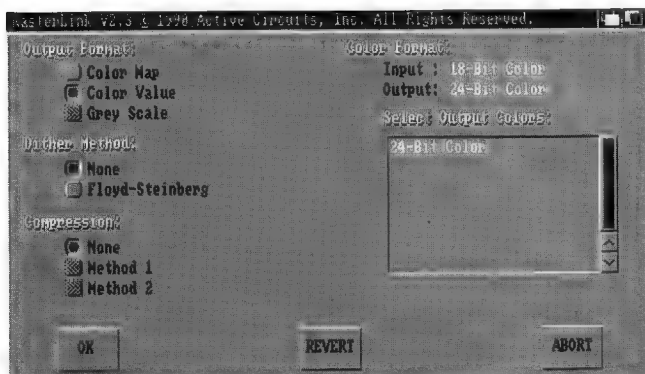 RasterLink V2.3 © 1990 Active Circuits, Inc. All Rights Reserved.
Output Format:
Color Map
Color Value
Grey Scale
Dither Method:
None
Floyd-Steinberg
Compression:
None
Method 1
Method 2
Color Format:
Input : 18-Bit Color
Output: 24-Bit Color
Select Output Colors:
24-Bit Color
OK
REVERT
ABORT